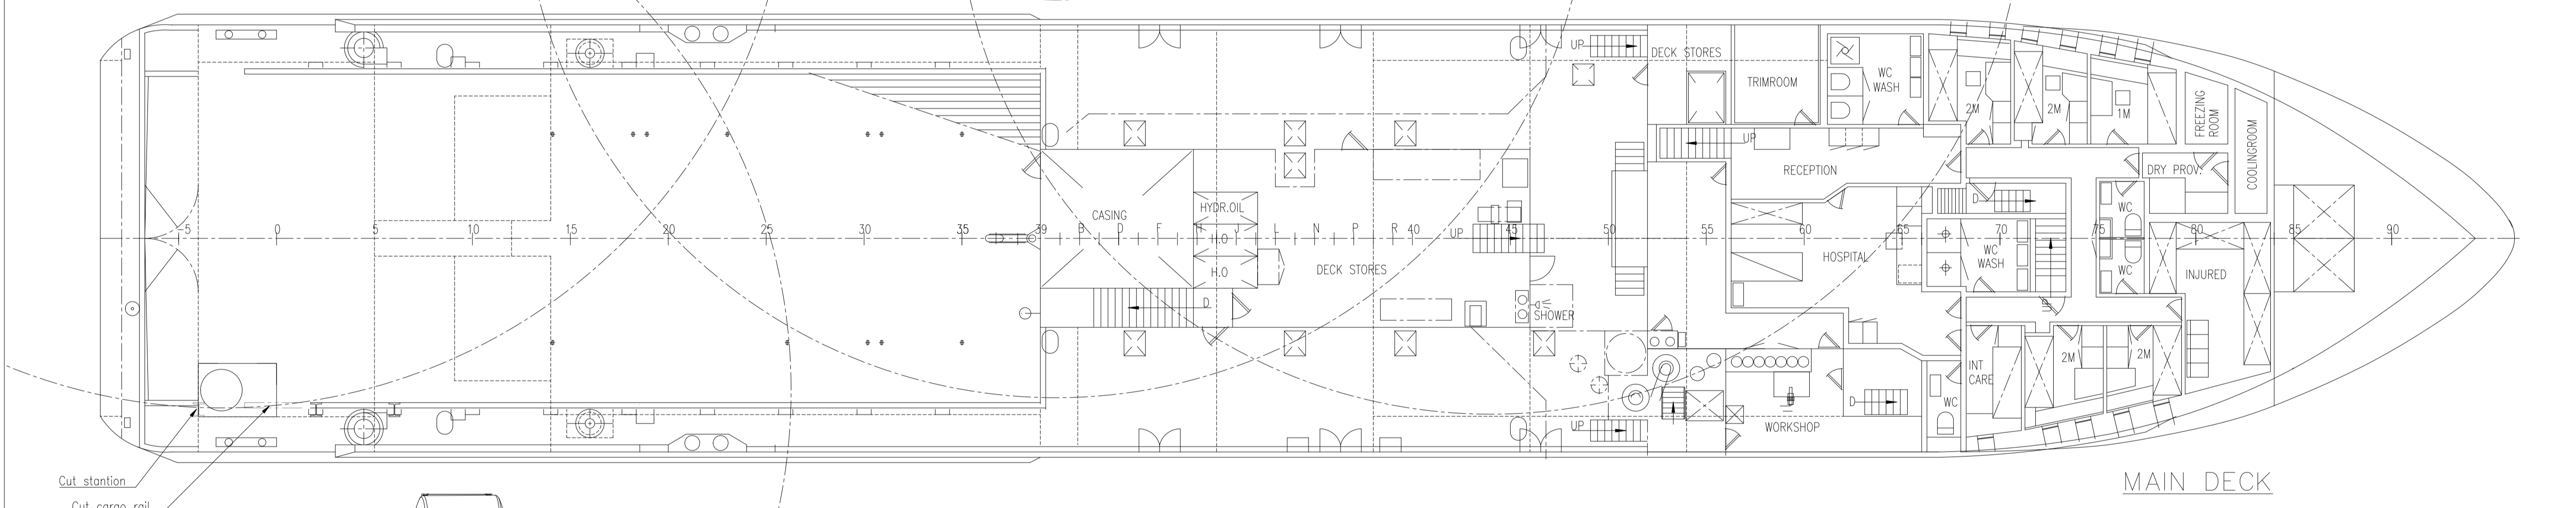 UP
DECK STORES
TRIMROOM
WC
WASH
2M
2M
1M
FREEZING
ROOM
COOLINGROOM
UP
RECEPTION
DRY PROV.
CASING
HYDR.OIL
H.O
H.O
D
WC
-5 0 5 10 15 20 25 30 35 39 B D F H J L N P R 40 45 50 55 60 65 70 75 80 85 90
UP
DECK STORES
HOSPITAL
WC
WASH
WC
INJURED
D
D
SHOWER
INT
CARE
2M
2M
WC
D
UP
WORKSHOP
Cut stantion
Cut cargo rail
MAIN DECK